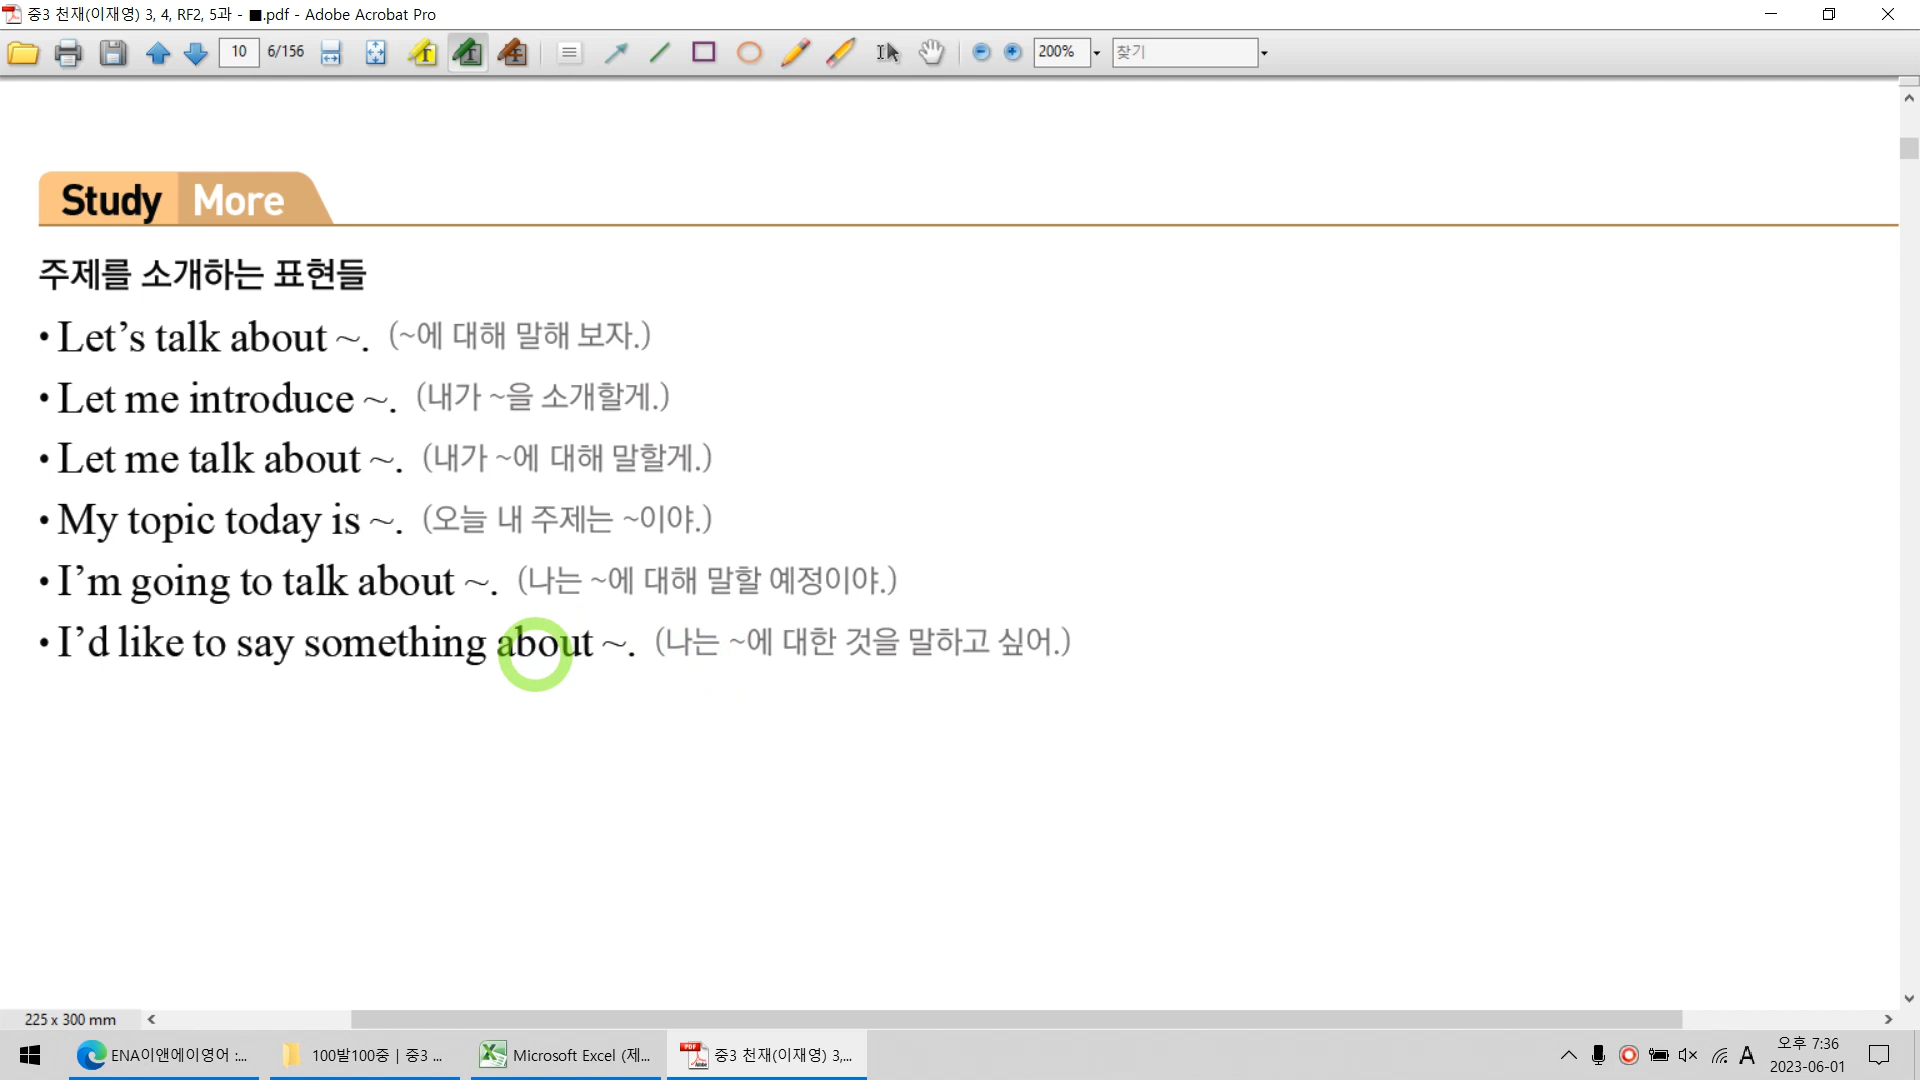 중3 천재(이재영) 3, 4, RF2, 5과 - ■.pdf - Adobe Acrobat Pro
10 6/156 200% 찾기
Study More
주제를 소개하는 표현들
• Let’s talk about ~. (~에 대해 말해 보자.)
• Let me introduce ~. (내가 ~을 소개할게.)
• Let me talk about ~. (내가 ~에 대해 말할게.)
• My topic today is ~. (오늘 내 주제는 ~이야.)
• I’m going to talk about ~. (나는 ~에 대해 말할 예정이야.)
• I’d like to say something about ~. (나는 ~에 대한 것을 말하고 싶어.)
225 x 300 mm
ENA이앤에이영어 :... 100발100중 | 중3 ... Microsoft Excel (제... 중3 천재(이재영) 3,... A 오후 7:36
2023-06-01